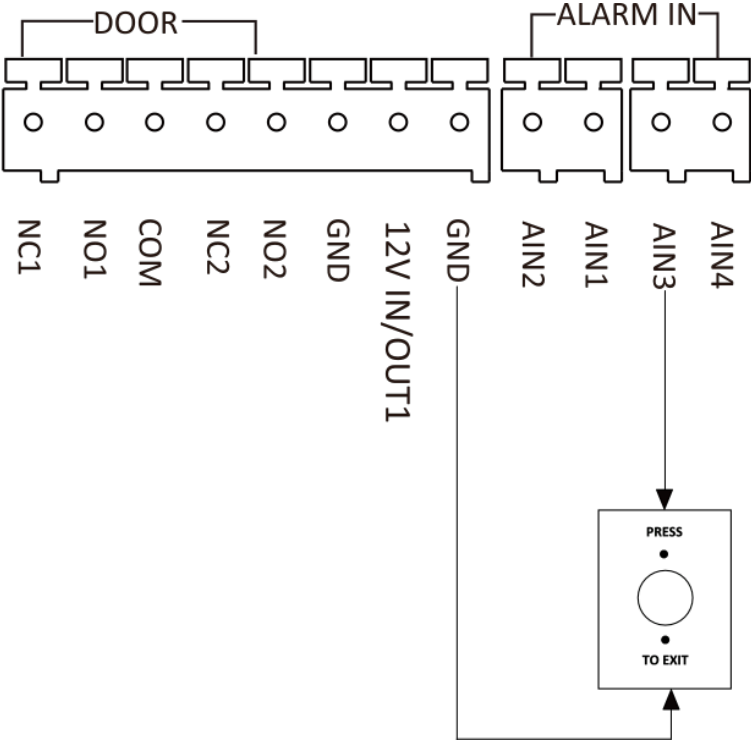 DOOR
ALARM IN
NC1
NO1
COM
NC2
NO2
GND
12V IN/OUT1
GND
AIN2
AIN1
AIN3
AIN4
PRESS
TO EXIT